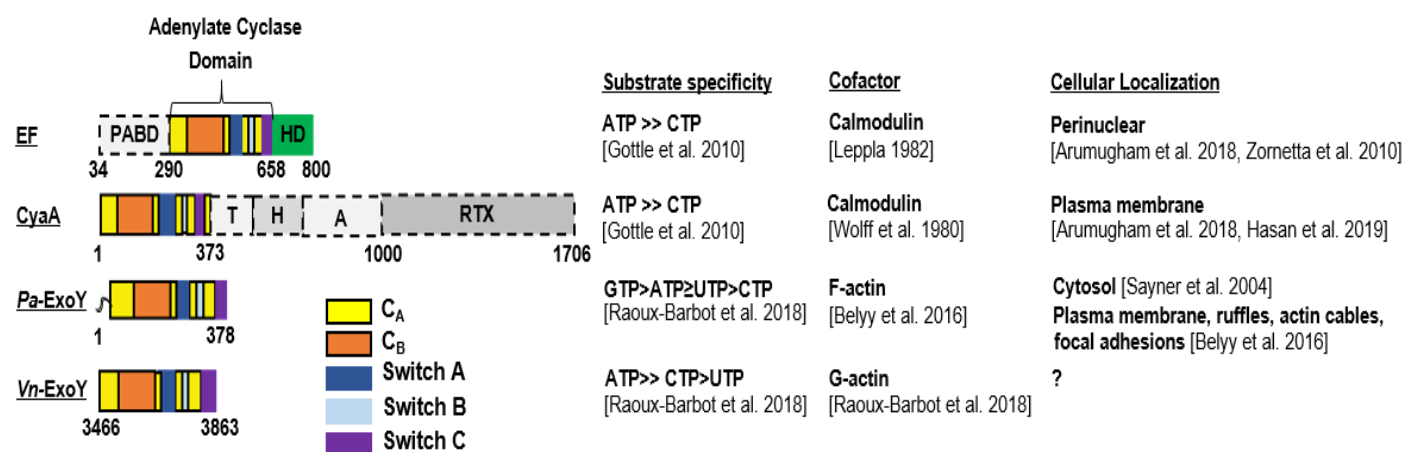 Adenylate Cyclase
Domain
Substrate specificity
Cofactor
Cellular Localization
EF
PABD
HD
34
290
658
800
ATP >> CTP
[Gottle et al. 2010]
Calmodulin
[Leppla 1982]
Perinuclear
[Arumugham et al. 2018, Zornetta et al. 2010]
CyaA
T
H
A
RTX
1
373
1000
1706
ATP >> CTP
[Gottle et al. 2010]
Calmodulin
[Wolff et al. 1980]
Plasma membrane
[Arumugham et al. 2018, Hasan et al. 2019]
Pa-ExoY
1
378
GTP>ATP≥UTP>CTP
[Raoux-Barbot et al. 2018]
F-actin
[Belyy et al. 2016]
Cytosol [Sayner et al. 2004]
Plasma membrane, ruffles, actin cables,
focal adhesions [Belyy et al. 2016]
Vn-ExoY
3466
3863
ATP>> CTP>UTP
[Raoux-Barbot et al. 2018]
G-actin
[Raoux-Barbot et al. 2018]
?
CA
CB
Switch A
Switch B
Switch C